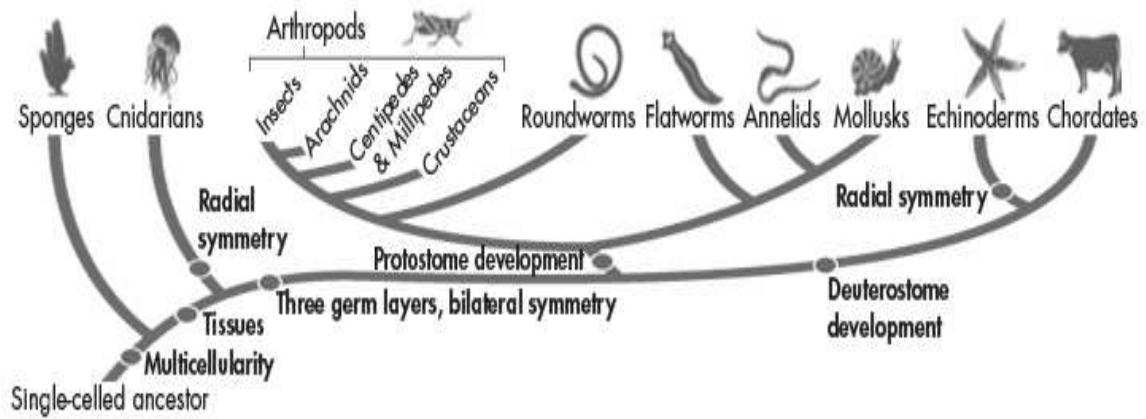 Arthropods
Sponges
Cnidarians
Insects
Arachnids
Centipedes
& Millipedes
Crustaceans
Roundworms
Flatworms
Annelids
Mollusks
Echinoderms
Chordates
Radial
symmetry
Radial symmetry
Protostome development
Three germ layers, bilateral symmetry
Deuterostome
development
Tissues
Multicellularity
Single-celled ancestor